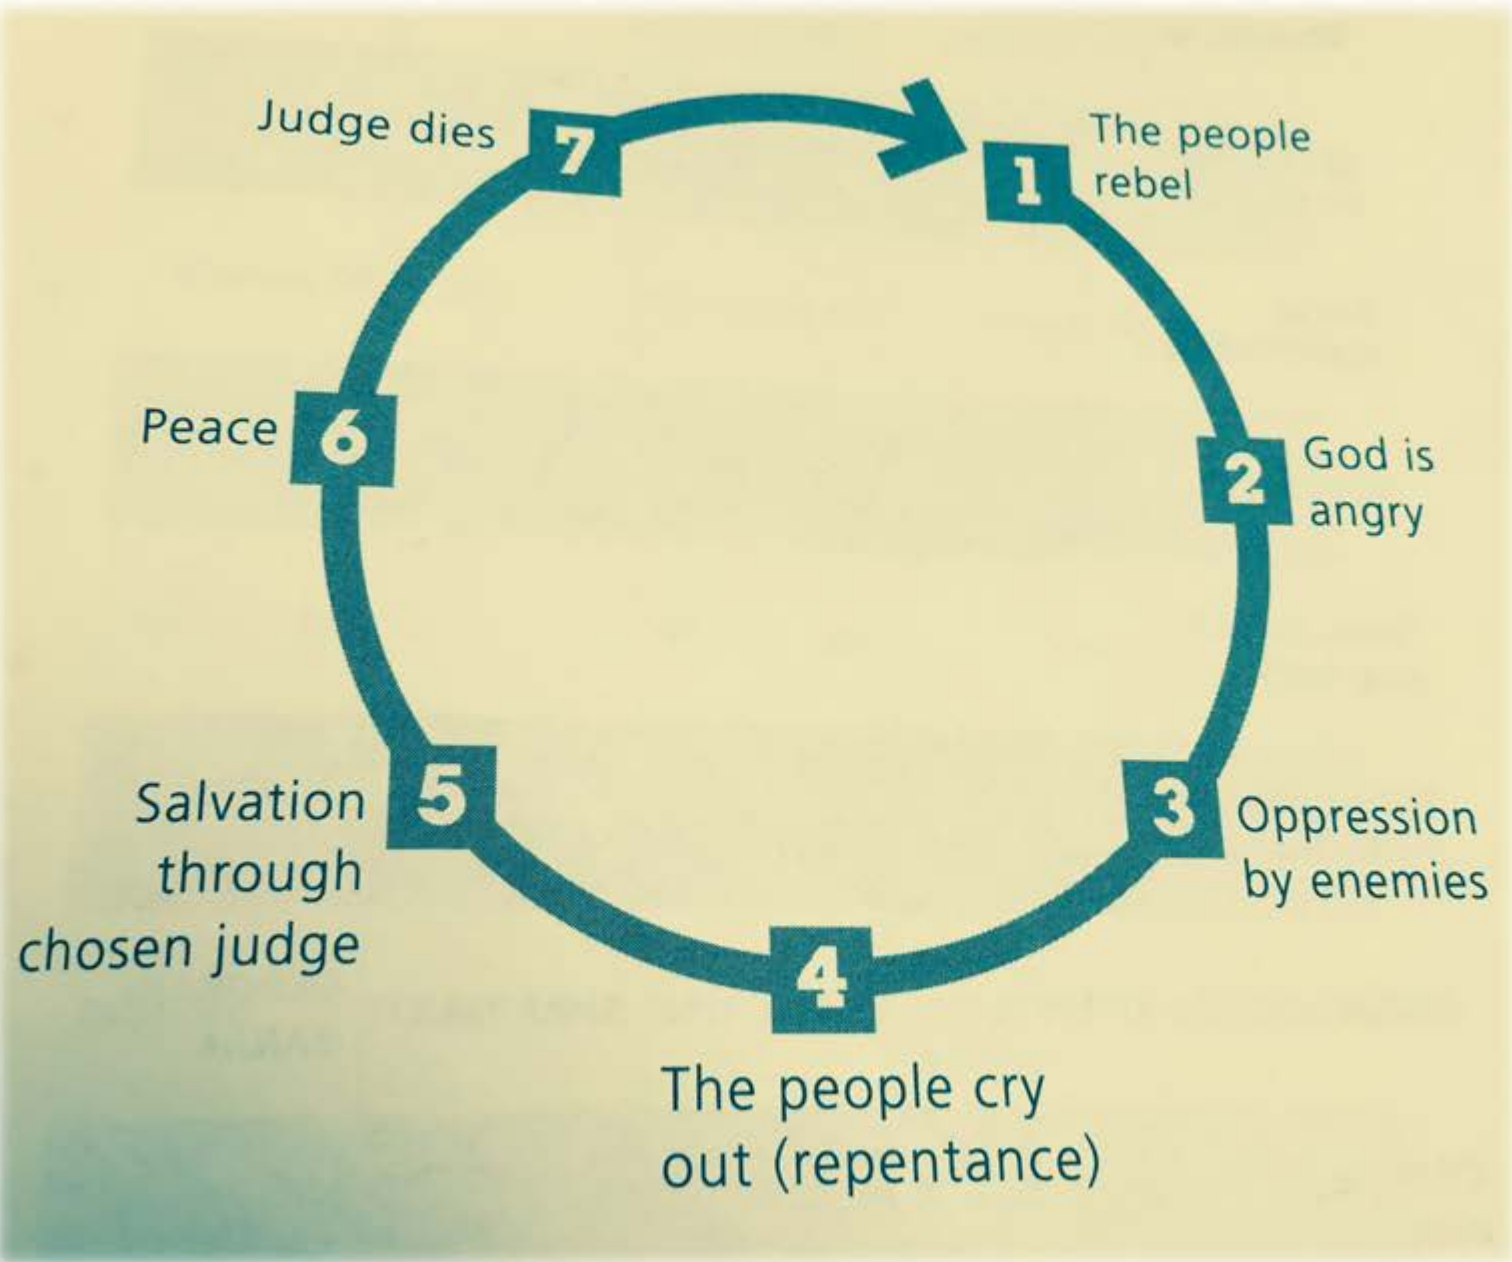 1
The people
rebel
2
God is
angry
3
Oppression
by enemies
4
The people cry
out (repentance)
5
Salvation
through
chosen judge
6
Peace
7
Judge dies